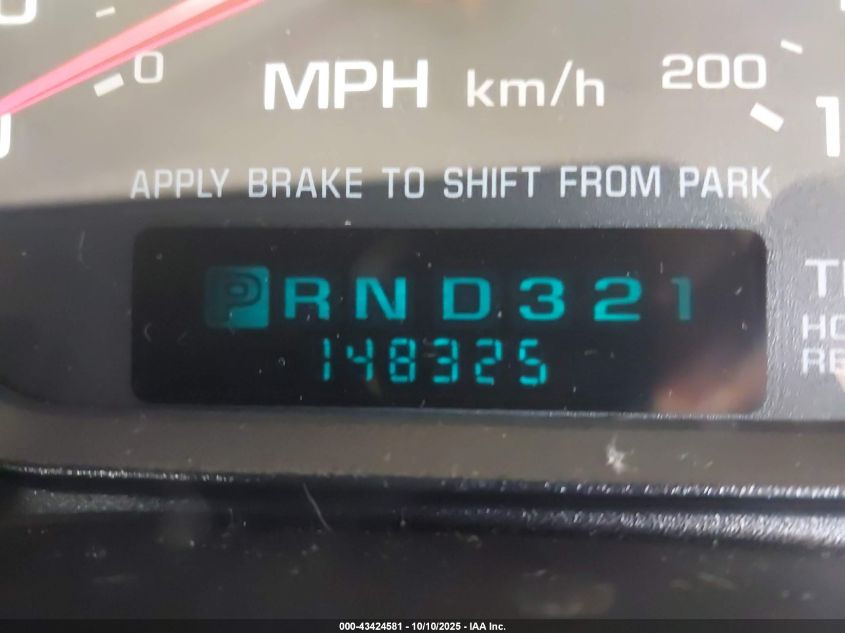 0 MPH km/h 200
APPLY BRAKE TO SHIFT FROM PARK
P R N D 3 2 1
148325
000-43424581 - 10/10/2025 - IAA Inc.